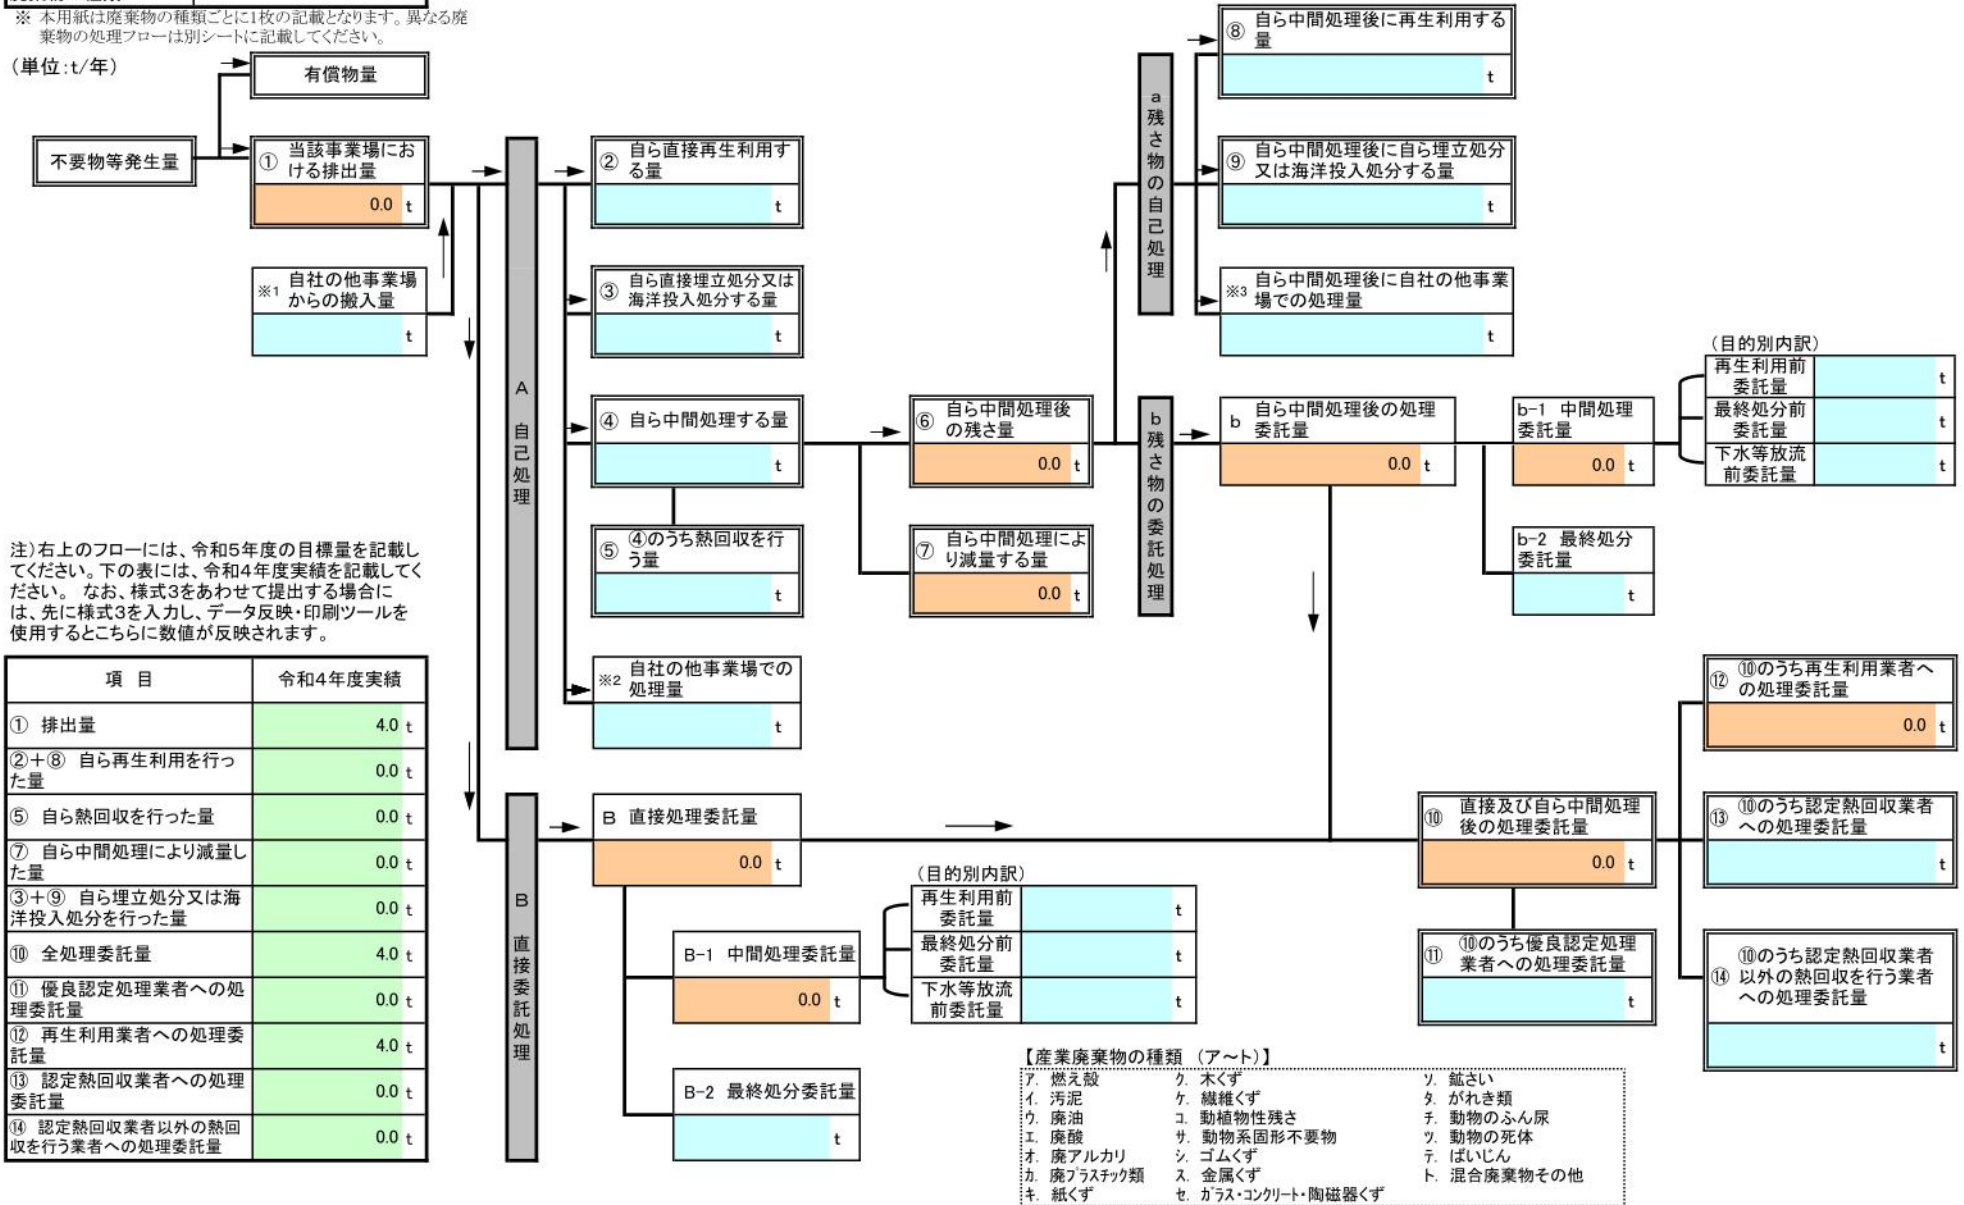 ※ 本用紙は廃棄物の種類ごとに1枚の記載となります。異なる廃
棄物の処理フローは別シートに記載してください。
(単位:t/年)
有償物量
不要物等発生量
① 当該事業場にお
ける排出量
0.0 t
※1 自社の他事業場
からの搬入量
t
A 自己処理
② 自ら直接再生利用す
る量
t
③ 自ら直接埋立処分又は
海洋投入処分する量
t
④ 自ら中間処理する量
t
⑤ ④のうち熱回収を行
う量
t
※2 自社の他事業場での
処理量
t
⑥ 自ら中間処理後
の残さ量
0.0 t
⑦ 自ら中間処理によ
り減量する量
0.0 t
a 残さ物の自己処理
⑧ 自ら中間処理後に再生利用する
量
t
⑨ 自ら中間処理後に自ら埋立処分
又は海洋投入処分する量
t
※3 自ら中間処理後に自社の他事業
場での処理量
t
b 残さ物の委託処理
b 自ら中間処理後の処理
委託量
0.0 t
b-1 中間処理
委託量
0.0 t
b-2 最終処分
委託量
t
(目的別内訳)
再生利用前
委託量
t
最終処分前
委託量
t
下水等放流
前委託量
t
注)右上のフローには、令和5年度の目標量を記載し
てください。下の表には、令和4年度実績を記載してく
ださい。 なお、様式3をあわせて提出する場合に
は、先に様式3を入力し、データ反映・印刷ツールを
使用するとこちらに数値が反映されます。
項 目 令和4年度実績
① 排出量 4.0 t
②+⑧ 自ら再生利用を行っ
た量 0.0 t
⑤ 自ら熱回収を行った量 0.0 t
⑦ 自ら中間処理により減量し
た量 0.0 t
③+⑨ 自ら埋立処分又は海
洋投入処分を行った量 0.0 t
⑩ 全処理委託量 4.0 t
⑪ 優良認定処理業者への処
理委託量 0.0 t
⑫ 再生利用業者への処理委
託量 4.0 t
⑬ 認定熱回収業者への処理
委託量 0.0 t
⑭ 認定熱回収業者以外の熱回
収を行う業者への処理委託量 0.0 t
B 直接委託処理
B 直接処理委託量
0.0 t
B-1 中間処理委託量
0.0 t
B-2 最終処分委託量
t
(目的別内訳)
再生利用前
委託量
t
最終処分前
委託量
t
下水等放流
前委託量
t
⑩ 直接及び自ら中間処理
後の処理委託量
0.0 t
⑪ ⑩のうち優良認定処理
業者への処理委託量
t
⑫ ⑩のうち再生利用業者へ
の処理委託量
0.0 t
⑬ ⑩のうち認定熱回収業者
への処理委託量
t
⑭ ⑩のうち認定熱回収業者
以外の熱回収を行う業者
への処理委託量
t
【産業廃棄物の種類 (ア～ト)】
ア. 燃え殻 ク. 木くず ソ. 鉱さい
イ. 汚泥 ケ. 繊維くず タ. がれき類
ウ. 廃油 コ. 動植物性残さ チ. 動物のふん尿
エ. 廃酸 サ. 動物系固形不要物 ツ. 動物の死体
オ. 廃アルカリ シ. ゴムくず テ. ばいじん
カ. 廃プラスチック類 ス. 金属くず ト. 混合廃棄物その他
キ. 紙くず セ. ガラス・コンクリート・陶磁器くず